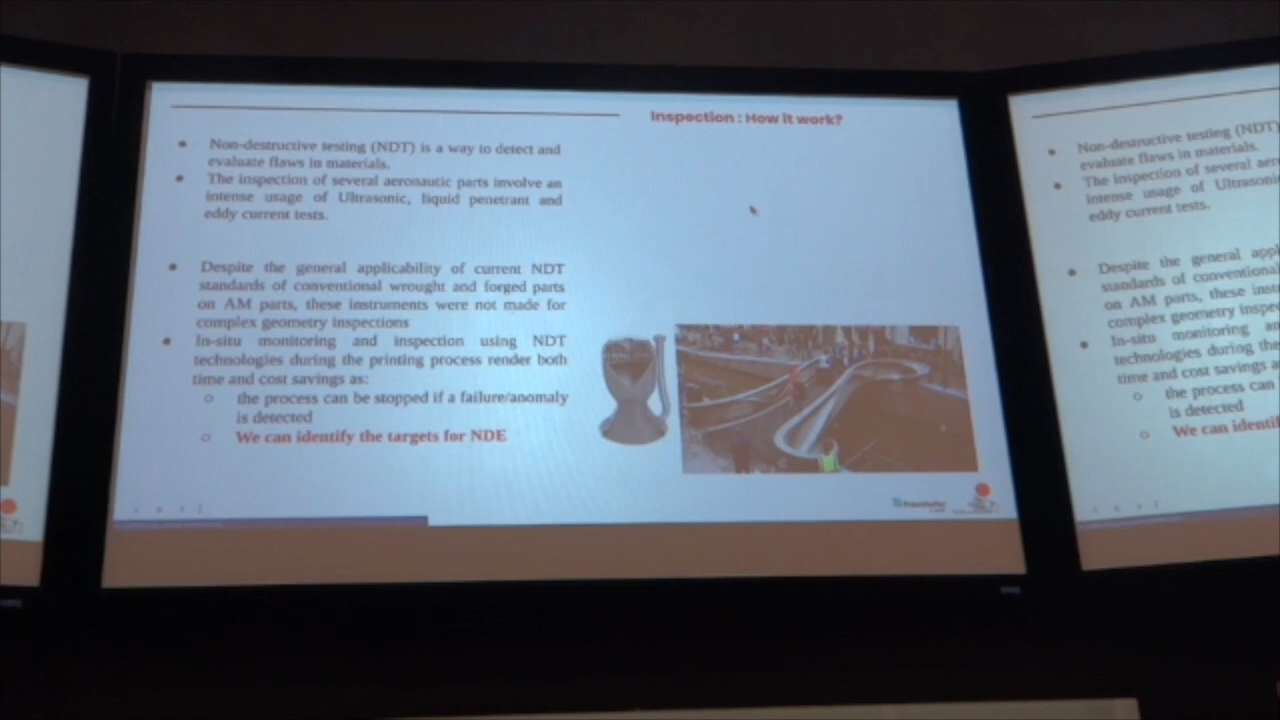 Inspection : How it work?
Non-destructive testing (NDT) is a way to detect and
evaluate flaws in materials.
The inspection of several aeronautic parts involve an
intense usage of Ultrasonic, liquid penetrant and
eddy current tests.
Despite the general applicability of current NDT
standards of conventional wrought and forged parts
on AM parts, these instruments were not made for
complex geometry inspections
In-situ monitoring and inspection using NDT
technologies during the printing process render both
time and cost savings as:
the process can be stopped if a failure/anomaly
is detected
We can identify the targets for NDE
Fraunhofer
Non-destructive testing (NDT)
evaluate flaws in materials.
The inspection of several
intense usage of
eddy current tests.
Despite the general
standards of conventional
on AM parts, these
complex geometry
In-situ monitoring
technologies during the
time and cost savings
the process can
is detected
We can